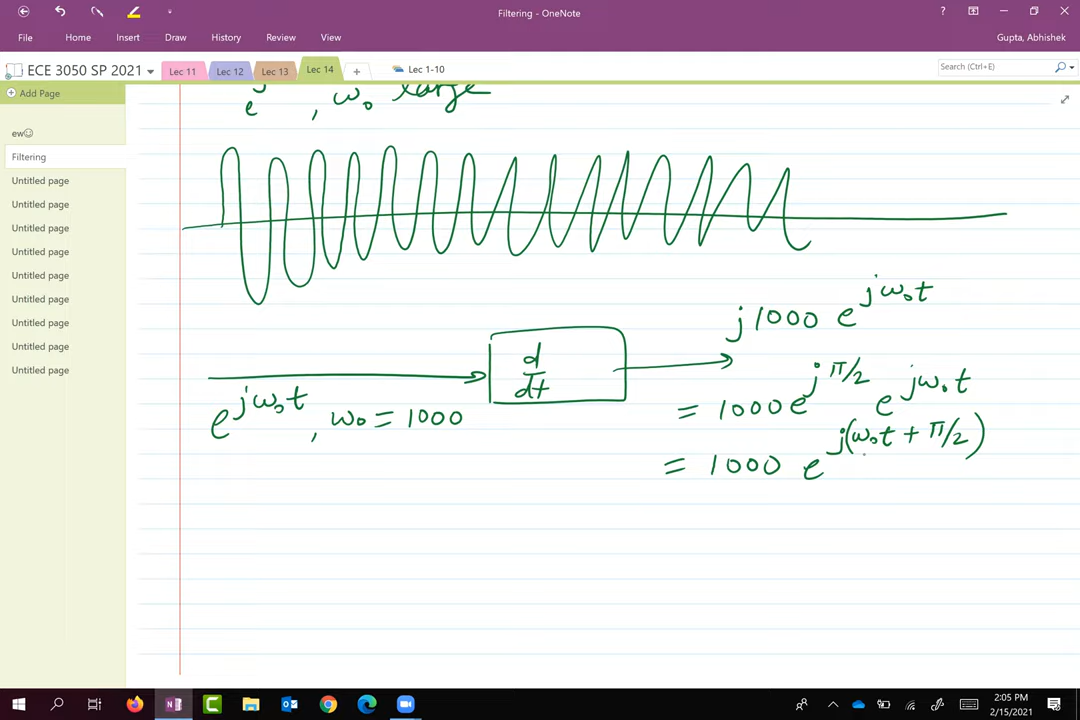 Filtering - OneNote
File Home Insert Draw History Review View Gupta, Abhishek
ECE 3050 SP 2021 Lec 11 Lec 12 Lec 13 Lec 14 Lec 1-10 Search (Ctrl+E)
Add Page
ew☺
Filtering
Untitled page
Untitled page
Untitled page
Untitled page
Untitled page
Untitled page
Untitled page
Untitled page
Untitled page
e^j , ω₀ large
j 1000 e^{jω₀t}
d/dt
e^{jω₀t} , ω₀ = 1000
= 1000 e^{jπ/2} e^{jω₀t}
= 1000 e^{j(ω₀t + π/2)}
2:05 PM
2/15/2021